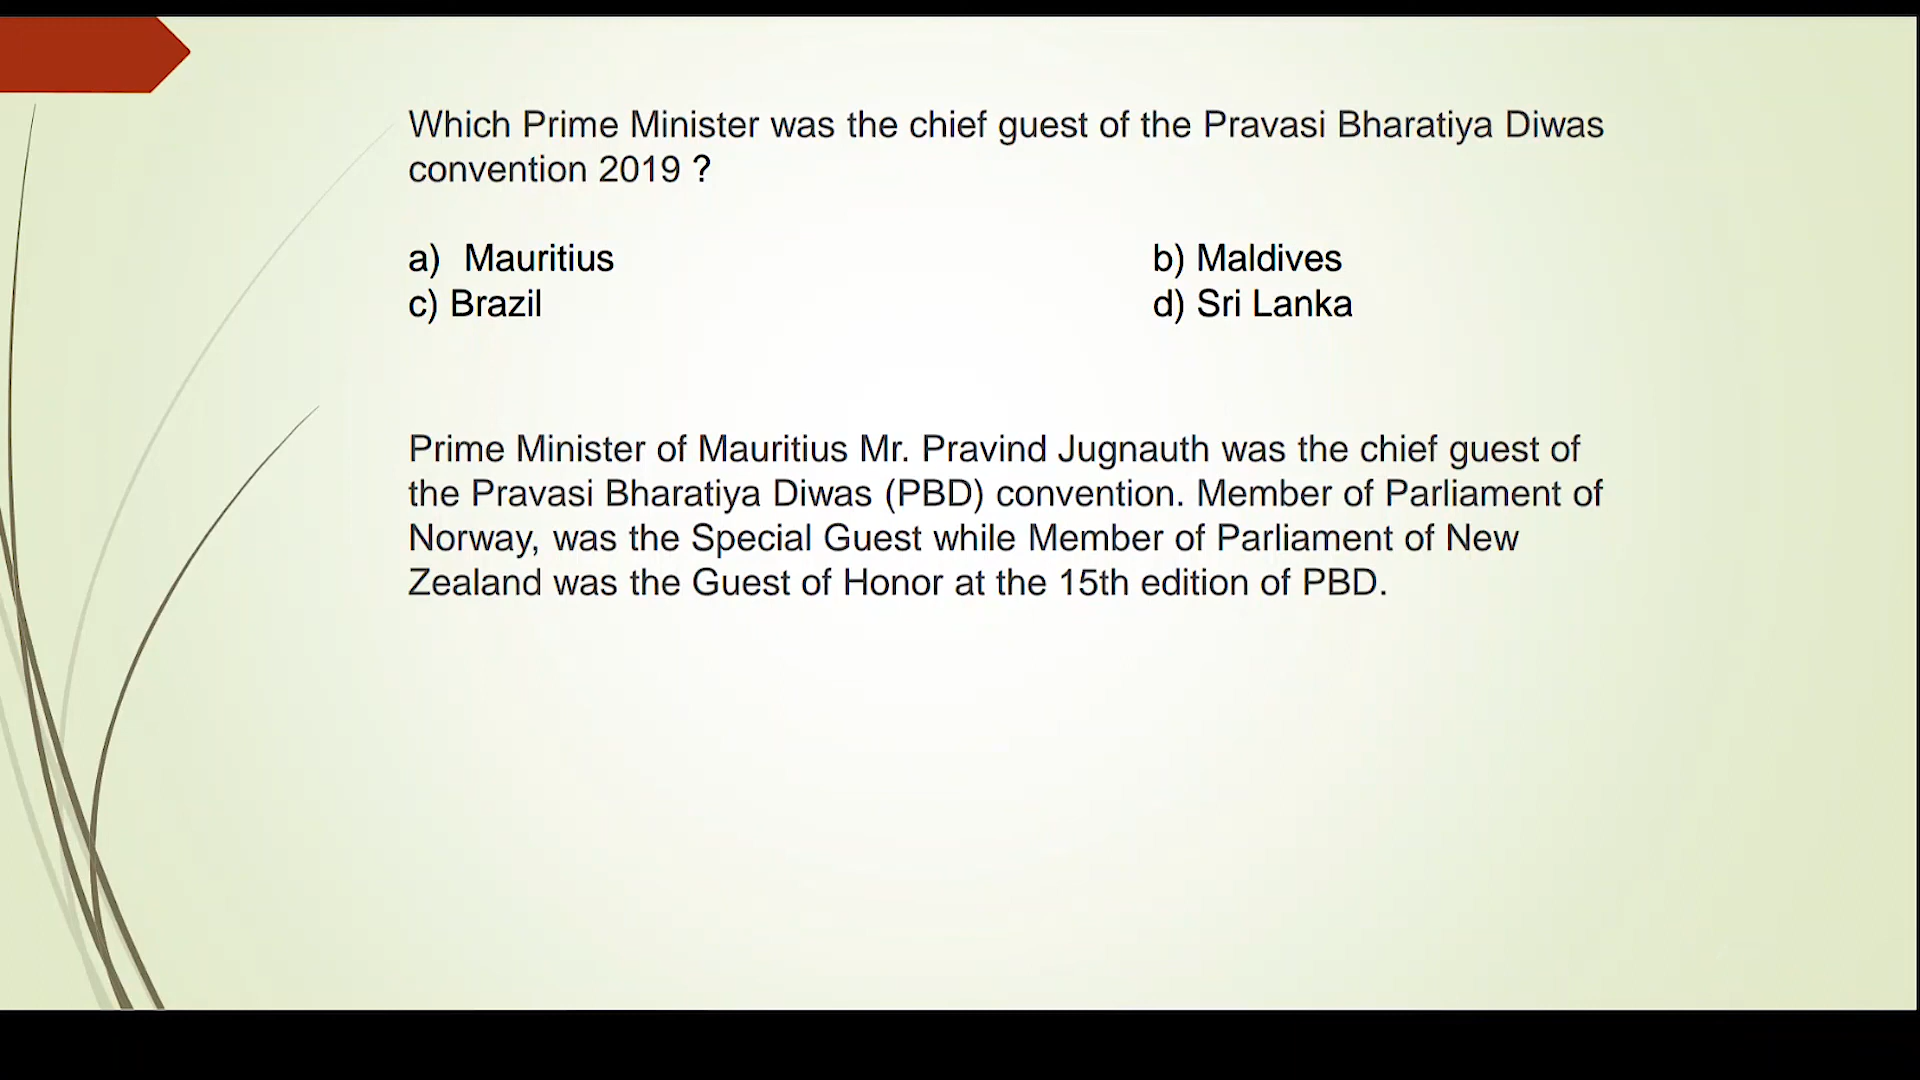 Which Prime Minister was the chief guest of the Pravasi Bharatiya Diwas
convention 2019 ?
a) Mauritius b) Maldives
c) Brazil d) Sri Lanka
Prime Minister of Mauritius Mr. Pravind Jugnauth was the chief guest of
the Pravasi Bharatiya Diwas (PBD) convention. Member of Parliament of
Norway, was the Special Guest while Member of Parliament of New
Zealand was the Guest of Honor at the 15th edition of PBD.